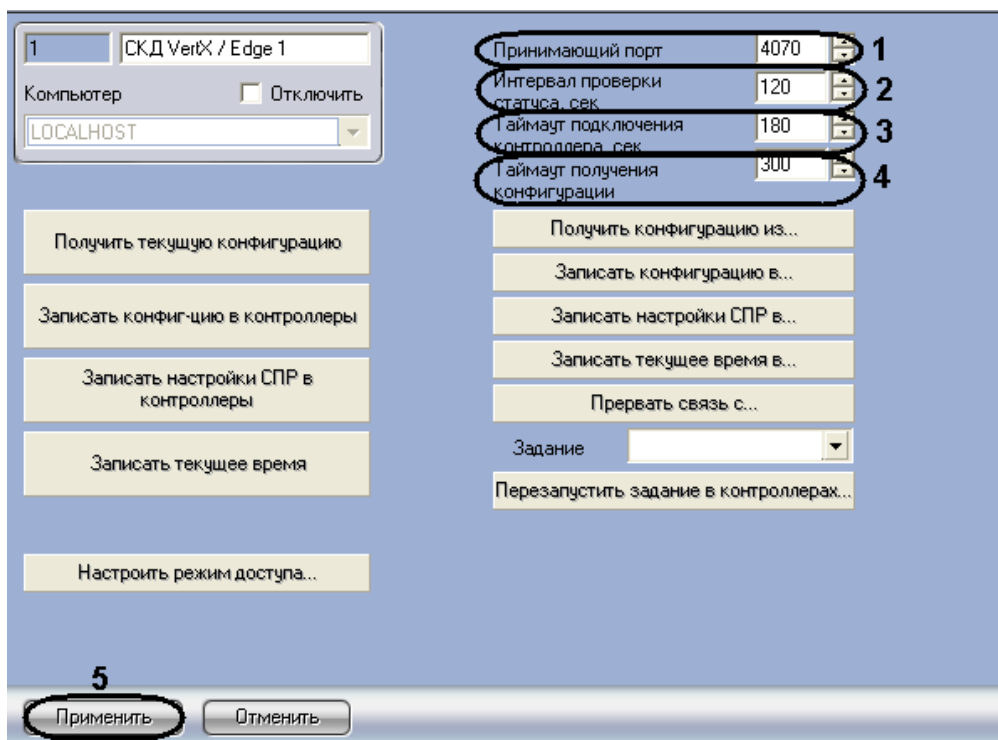 1
СКД VertX / Edge 1
Компьютер
Отключить
LOCALHOST
Получить текущую конфигурацию
Записать конфиг-цию в контроллеры
Записать настройки СПР в
контроллеры
Записать текущее время
Настроить режим доступа...
Принимающий порт 4070 1
Интервал проверки
статуса, сек 120 2
Таймаут подключения
контроллера, сек 180 3
Таймаут получения
конфигурации 300 4
Получить конфигурацию из...
Записать конфигурацию в...
Записать настройки СПР в...
Записать текущее время в...
Прервать связь с...
Задание
Перезапустить задание в контроллерах...
5
Применить
Отменить